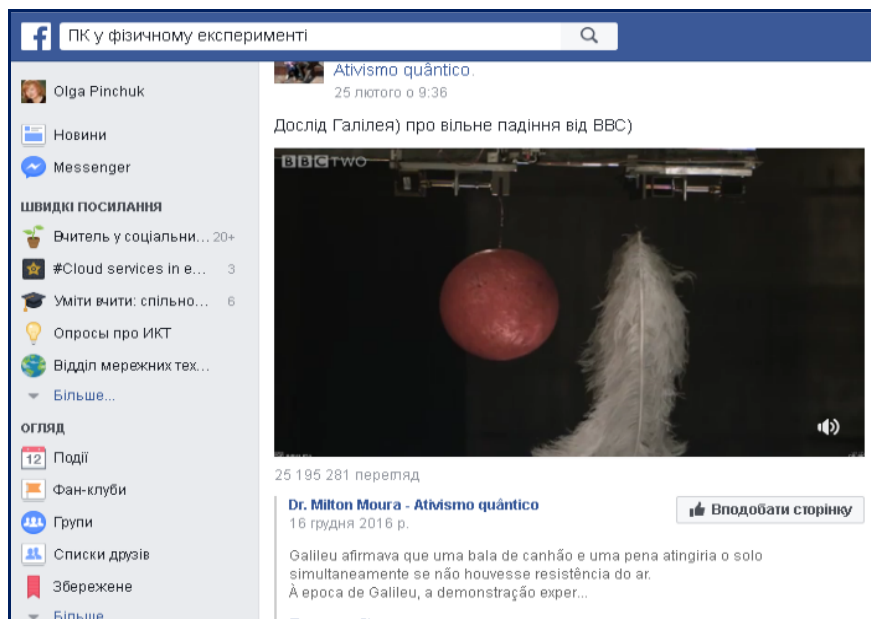 ПК у фізичному експерименті
Olga Pinchuk
Новини
Messenger
ШВИДКІ ПОСИЛАННЯ
Вчитель у соціальни... 20+
#Cloud services in e... 3
Уміти вчити: спільно... 6
Опросы про ИКТ
Відділ мережних тех...
Більше...
ОГЛЯД
12 Події
Фан-клуби
Групи
Списки друзів
Збережене
Більше
Ativismo quântico.
25 лютого о 9:36
Дослід Галілея) про вільне падіння від BBC)
BBC TWO
25 195 281 перегляд
Dr. Milton Moura - Ativismo quântico
16 грудня 2016 р.
Вподобати сторінку
Galileu afirmava que uma bala de canhão e uma pena atingiria o solo
simultaneamente se não houvesse resistência do ar.
À epoca de Galileu, a demonstração exper...